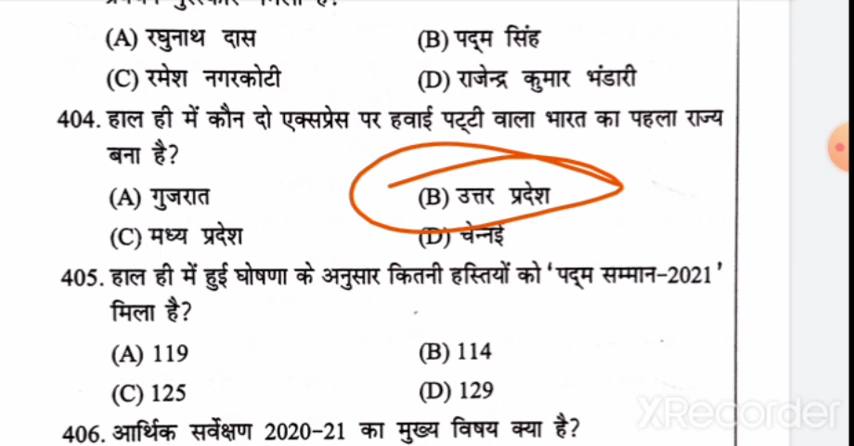 (A) रघुनाथ दास (B) पद्म सिंह
(C) रमेश नगरकोटी (D) राजेन्द्र कुमार भंडारी
404. हाल ही में कौन दो एक्सप्रेस पर हवाई पट्टी वाला भारत का पहला राज्य
बना है?
(A) गुजरात (B) उत्तर प्रदेश
(C) मध्य प्रदेश (D) चेन्नई
405. हाल ही में हुई घोषणा के अनुसार कितनी हस्तियों को ‘पद्म सम्मान-2021’
मिला है?
(A) 119 (B) 114
(C) 125 (D) 129
406. आर्थिक सर्वेक्षण 2020-21 का मुख्य विषय क्या है?
XRecorder